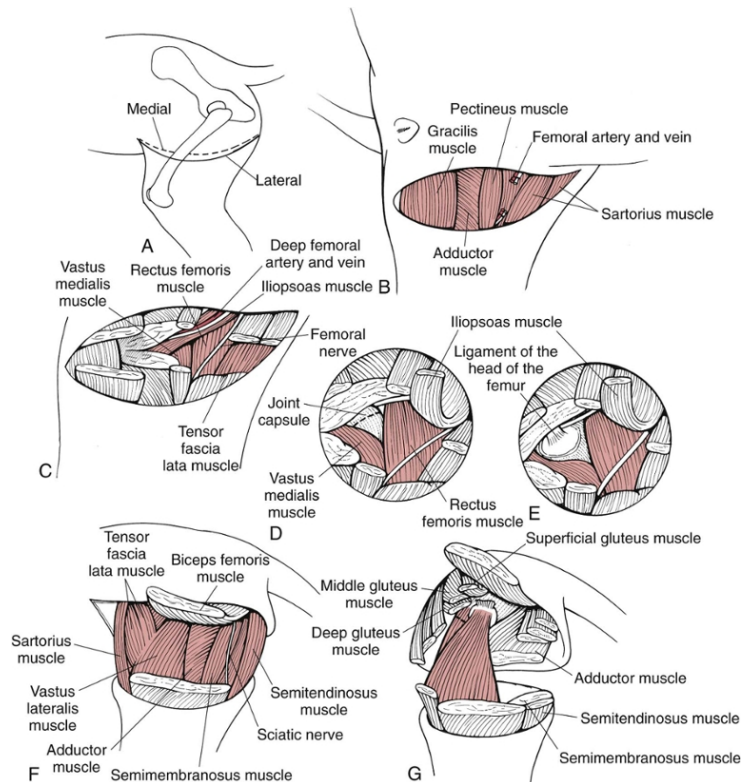 Medial
Lateral
A
Pectineus muscle
Gracilis
muscle
Femoral artery and vein
Sartorius muscle
Adductor
muscle
B
Vastus
medialis
muscle
Rectus femoris
muscle
Deep femoral
artery and vein
Iliopsoas muscle
Femoral
nerve
Tensor
fascia
lata muscle
C
Joint
capsule
Vastus
medialis
muscle
Rectus
femoris muscle
D
Iliopsoas muscle
Ligament of the
head of the
femur
E
Tensor
fascia
lata muscle
Biceps femoris
muscle
Sartorius
muscle
Vastus
lateralis
muscle
Adductor
muscle
Semimembranosus muscle
Sciatic nerve
Semitendinosus
muscle
F
Superficial gluteus muscle
Middle gluteus
muscle
Deep gluteus
muscle
Adductor muscle
Semitendinosus muscle
Semimembranosus muscle
G